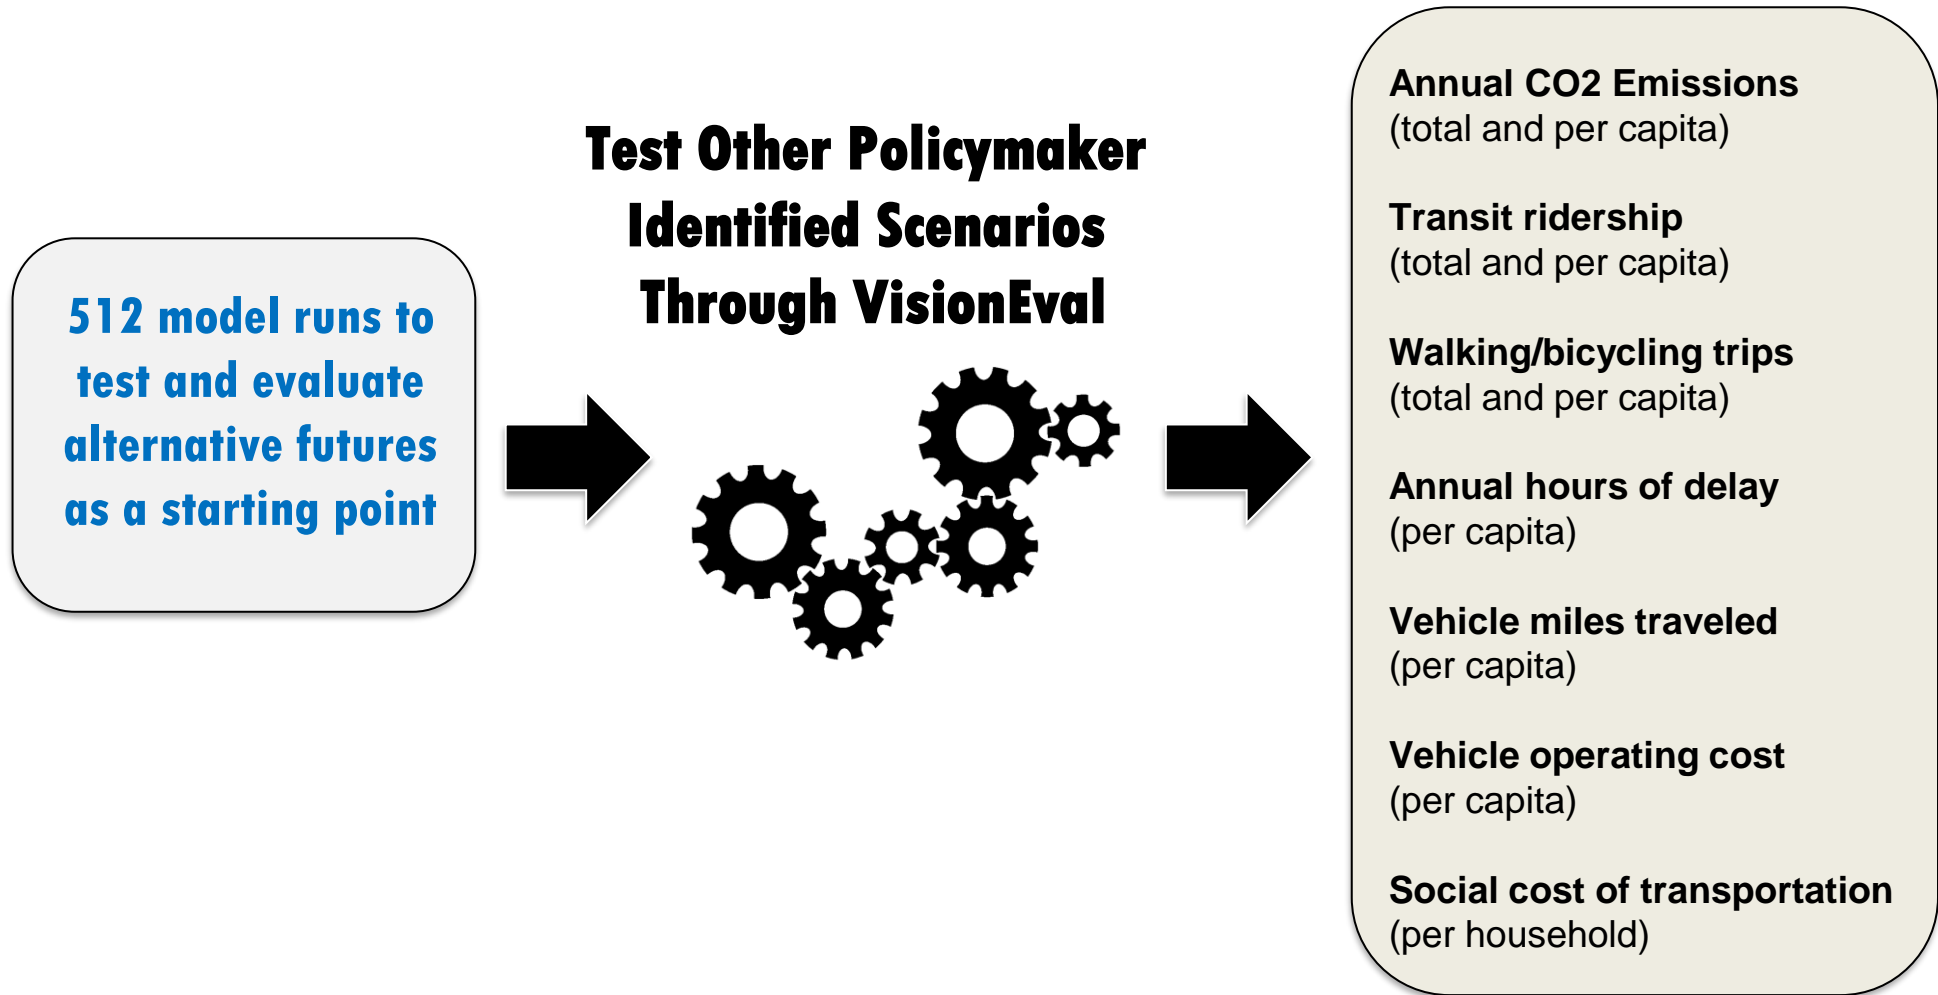 512 model runs to
test and evaluate
alternative futures
as a starting point
Test Other Policymaker
Identified Scenarios
Through VisionEval
Annual CO2 Emissions
(total and per capita)
Transit ridership
(total and per capita)
Walking/bicycling trips
(total and per capita)
Annual hours of delay
(per capita)
Vehicle miles traveled
(per capita)
Vehicle operating cost
(per capita)
Social cost of transportation
(per household)